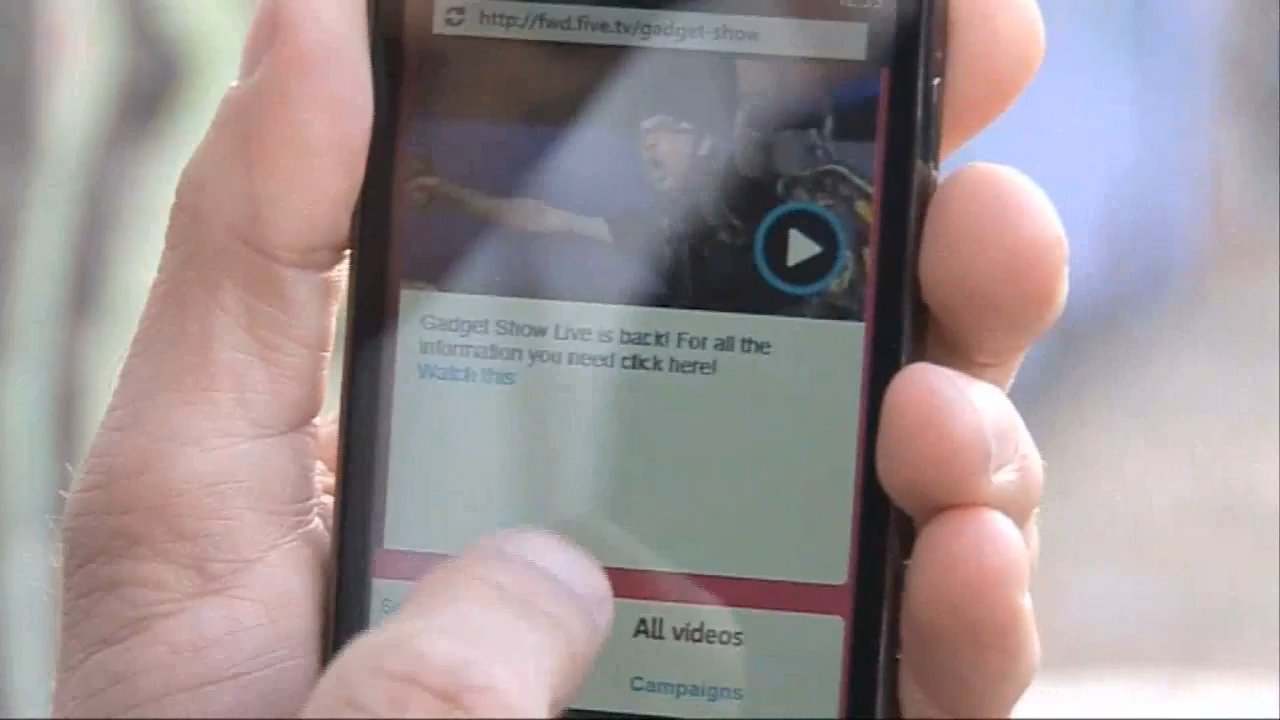 http://fwd.five.tv/gadget-show
Gadget Show Live is back! For all the
information you need click here!
Watch this
All videos
Campaigns